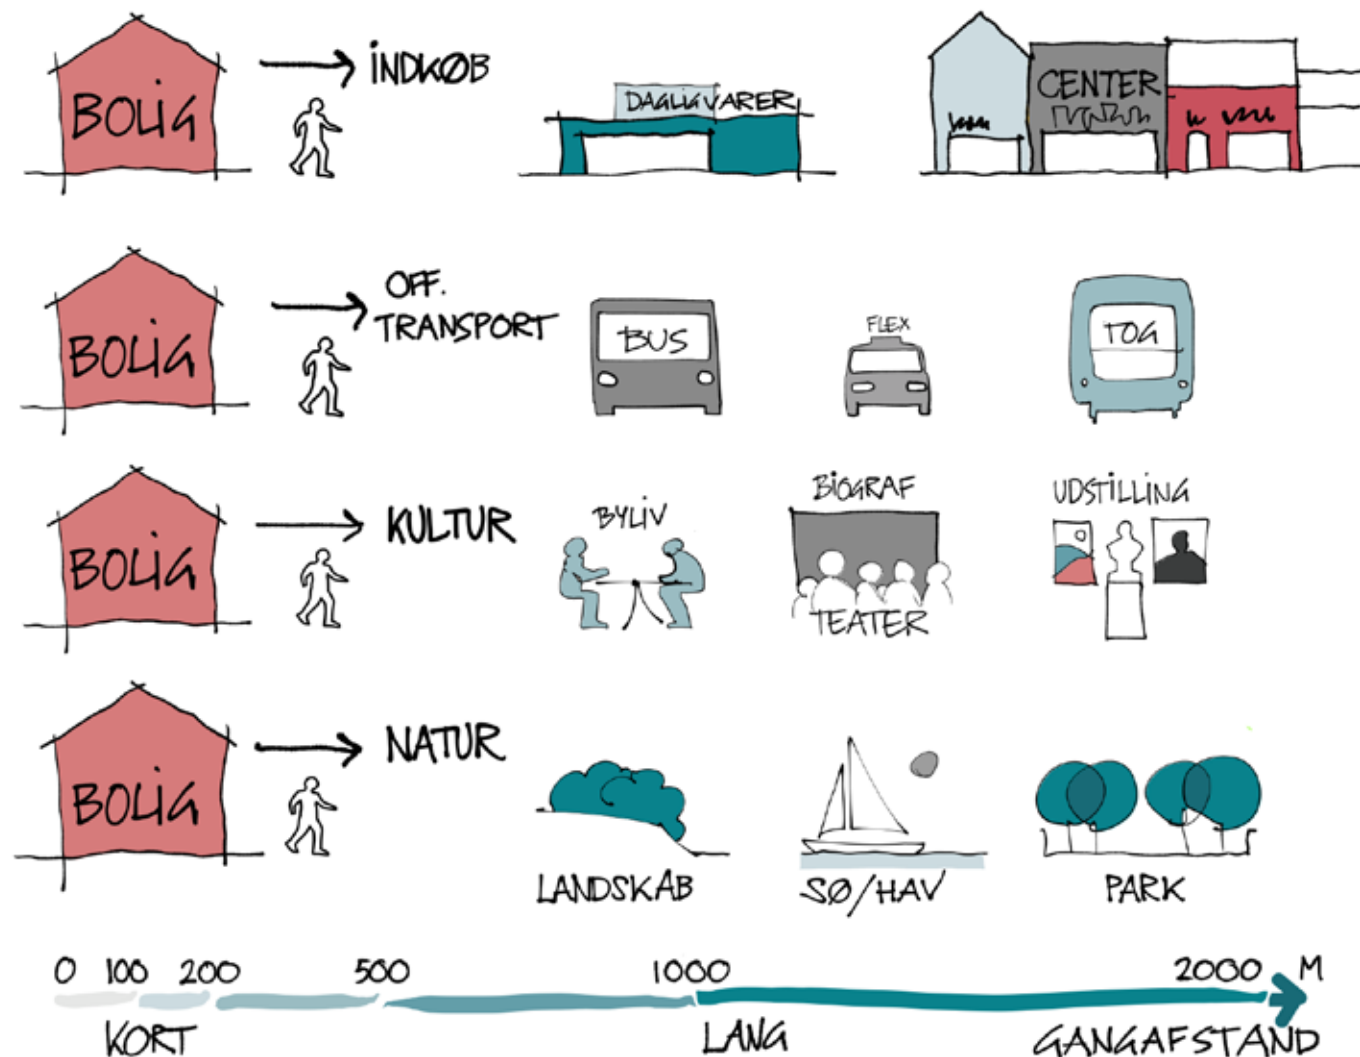 BOLIG
INDKØB
DAGLIGVARER
CENTER
BOLIG
OFF.
TRANSPORT
BUS
FLEX
TOG
BOLIG
KULTUR
BYLIV
BIOGRAF
TEATER
UDSTILLING
BOLIG
NATUR
LANDSKAB
SØ/HAV
PARK
0 100 200 500 1000 2000 M
KORT LANG GANGAFSTAND